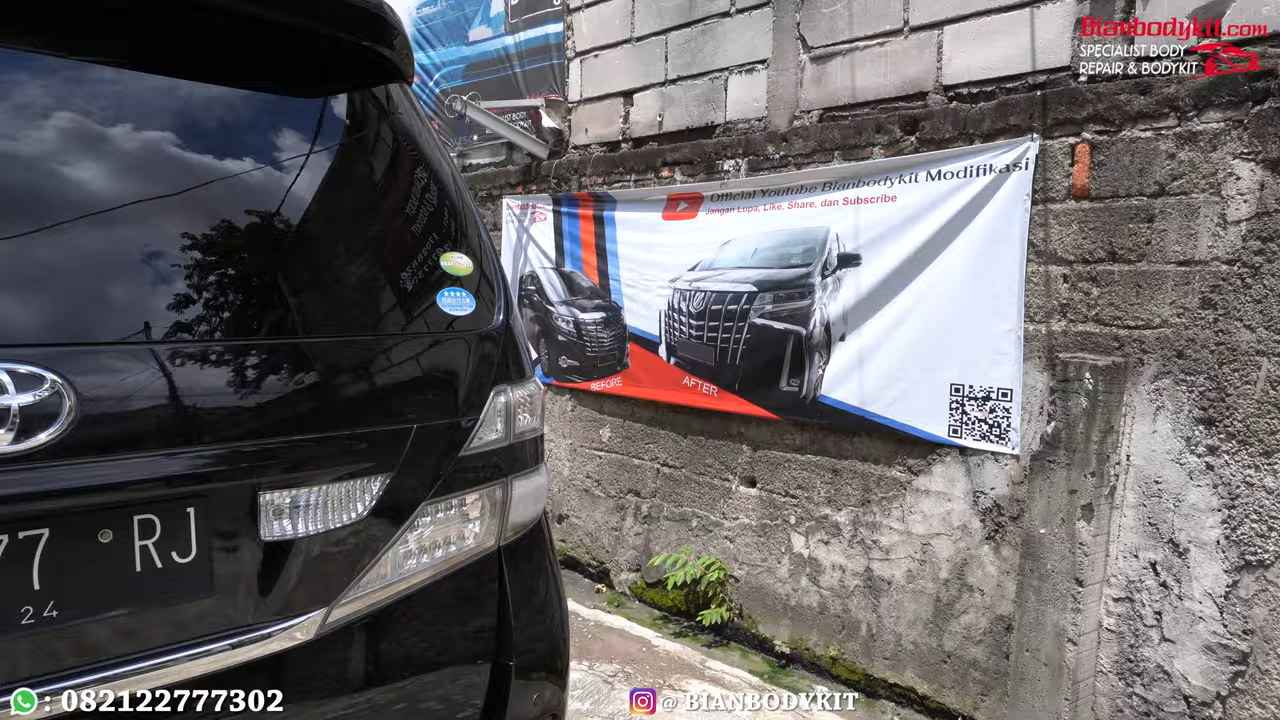 Bianbodykit.com
SPECIALIST BODY
REPAIR & BODYKIT
Official Youtube Bianbodykit Modifikasi
Jangan Lupa, Like, Share, dan Subscribe
BEFORE
AFTER
77 RJ
24
: 082122777302
@ BIANBODYKIT